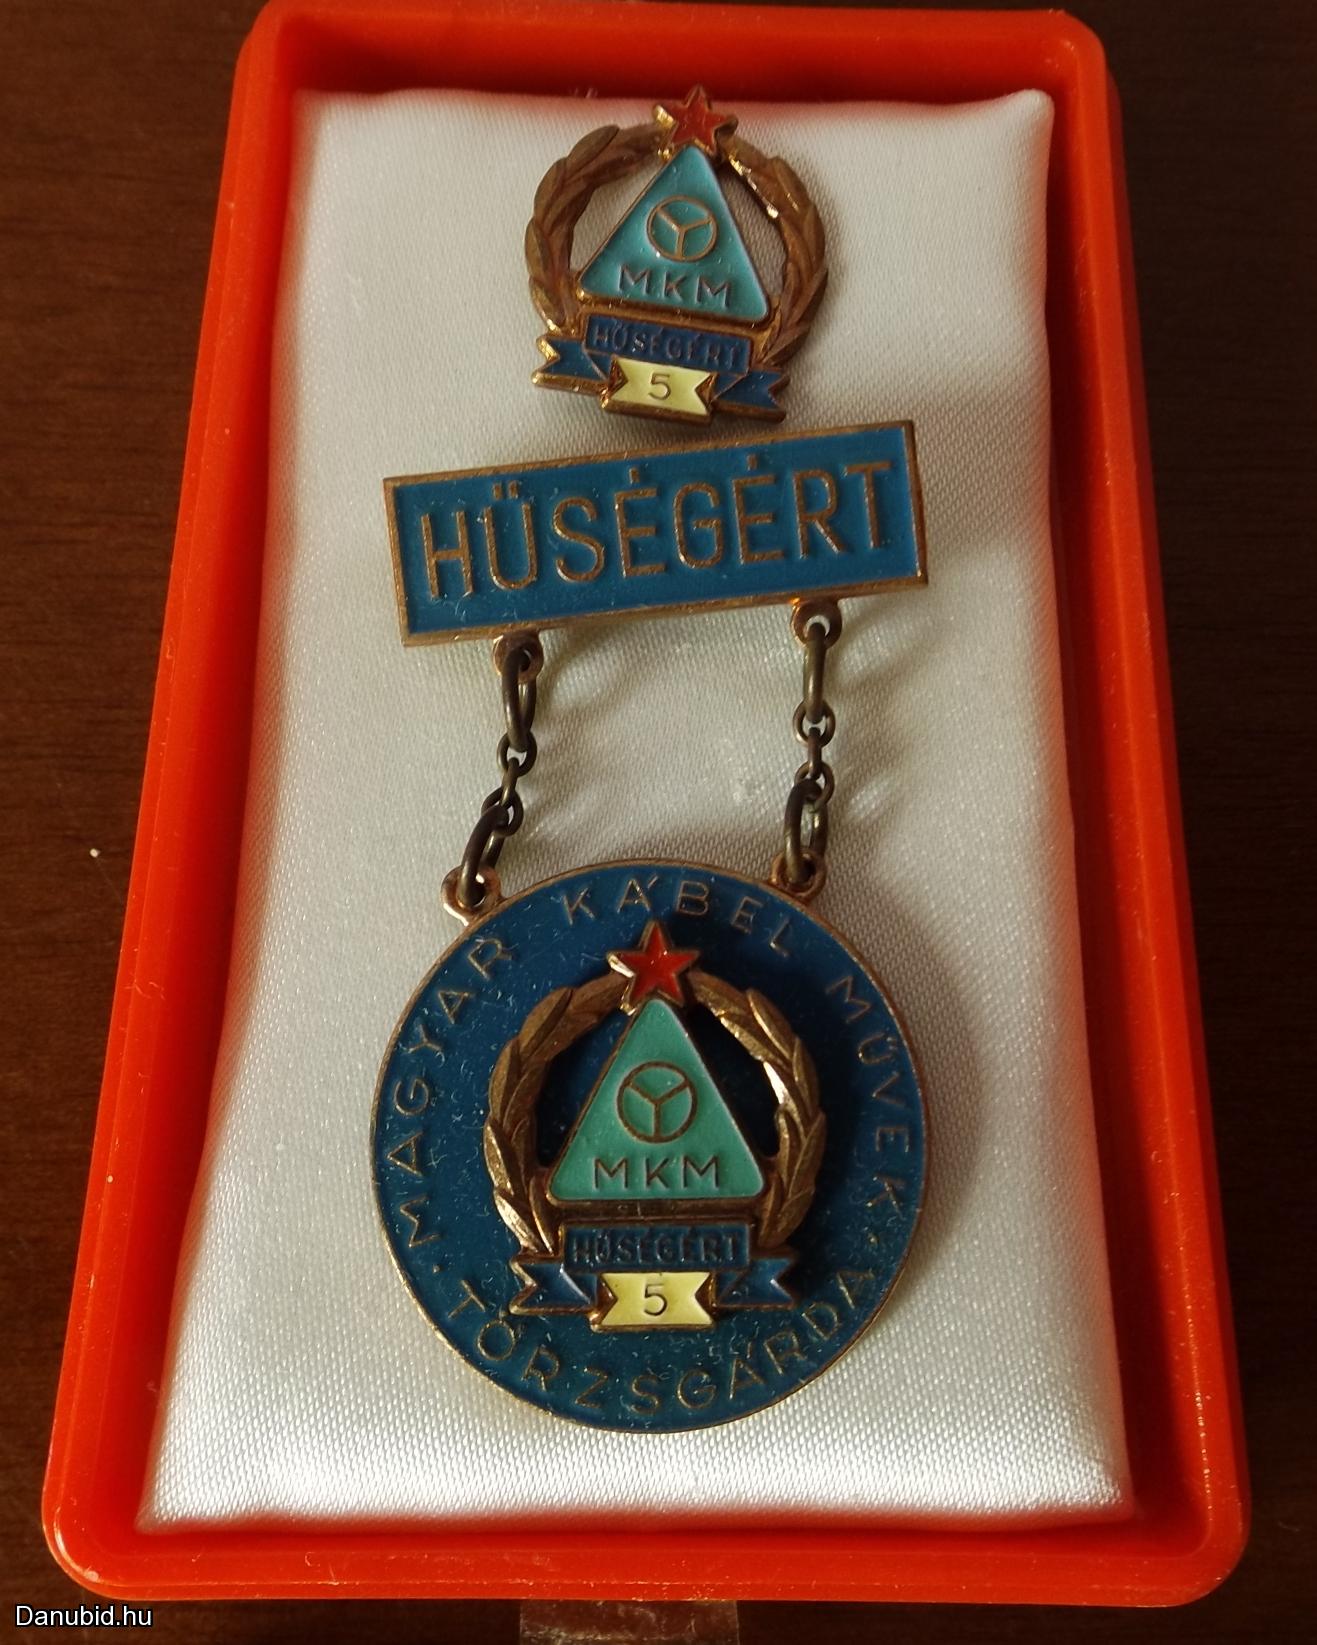 MKM
HŰSÉGÉRT
5
HŰSÉGÉRT
MAGYAR KÁBEL MŰVEK
MKM
HŰSÉGÉRT
5
TÖRZSGÁRDA
Danubid.hu